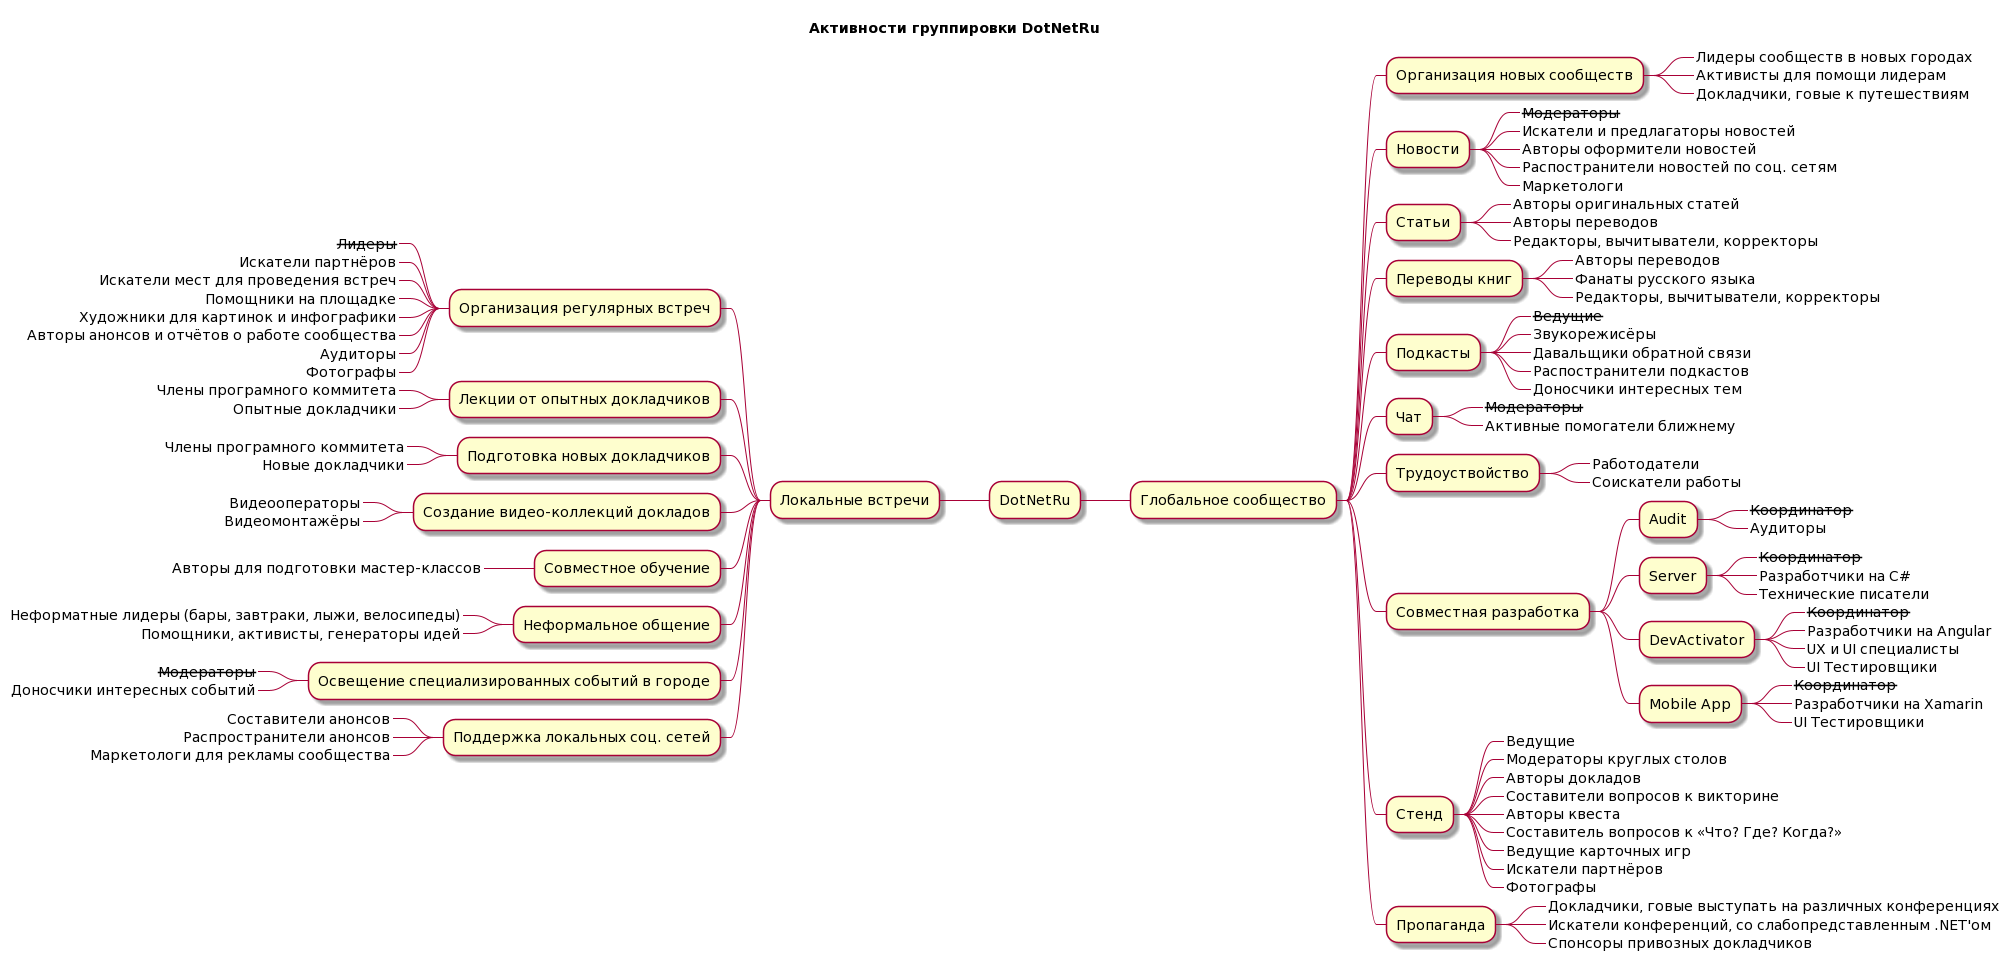 Активности группировки DotNetRu
DotNetRu
Глобальное сообщество
Организация новых сообществ
Лидеры сообществ в новых городах
Активисты для помощи лидерам
Докладчики, говые к путешествиям
Новости
Модераторы
Искатели и предлагаторы новостей
Авторы оформители новостей
Распостранители новостей по соц. сетям
Маркетологи
Статьи
Авторы оригинальных статей
Авторы переводов
Редакторы, вычитыватели, корректоры
Переводы книг
Авторы переводов
Фанаты русского языка
Редакторы, вычитыватели, корректоры
Подкасты
Ведущие
Звукорежисёры
Давальщики обратной связи
Распостранители подкастов
Доносчики интересных тем
Чат
Модераторы
Активные помогатели ближнему
Трудоуствойство
Работодатели
Соискатели работы
Совместная разработка
Audit
Координатор
Аудиторы
Server
Координатор
Разработчики на C#
Технические писатели
DevActivator
Координатор
Разработчики на Angular
UX и UI специалисты
UI Тестировщики
Mobile App
Координатор
Разработчики на Xamarin
UI Тестировщики
Стенд
Ведущие
Модераторы круглых столов
Авторы докладов
Составители вопросов к викторине
Авторы квеста
Составитель вопросов к «Что? Где? Когда?»
Ведущие карточных игр
Искатели партнёров
Фотографы
Пропаганда
Докладчики, говые выступать на различных конференциях
Искатели конференций, со слабопредставленным .NET'ом
Спонсоры привозных докладчиков
Локальные встречи
Организация регулярных встреч
Лидеры
Искатели партнёров
Искатели мест для проведения встреч
Помощники на площадке
Художники для картинок и инфографики
Авторы анонсов и отчётов о работе сообщества
Аудиторы
Фотографы
Лекции от опытных докладчиков
Члены програмного коммитета
Опытные докладчики
Подготовка новых докладчиков
Члены програмного коммитета
Новые докладчики
Создание видео-коллекций докладов
Видеооператоры
Видеомонтажёры
Совместное обучение
Авторы для подготовки мастер-классов
Неформальное общение
Неформатные лидеры (бары, завтраки, лыжи, велосипеды)
Помощники, активисты, генераторы идей
Освещение специализированных событий в городе
Модераторы
Доносчики интересных событий
Поддержка локальных соц. сетей
Составители анонсов
Распространители анонсов
Маркетологи для рекламы сообщества